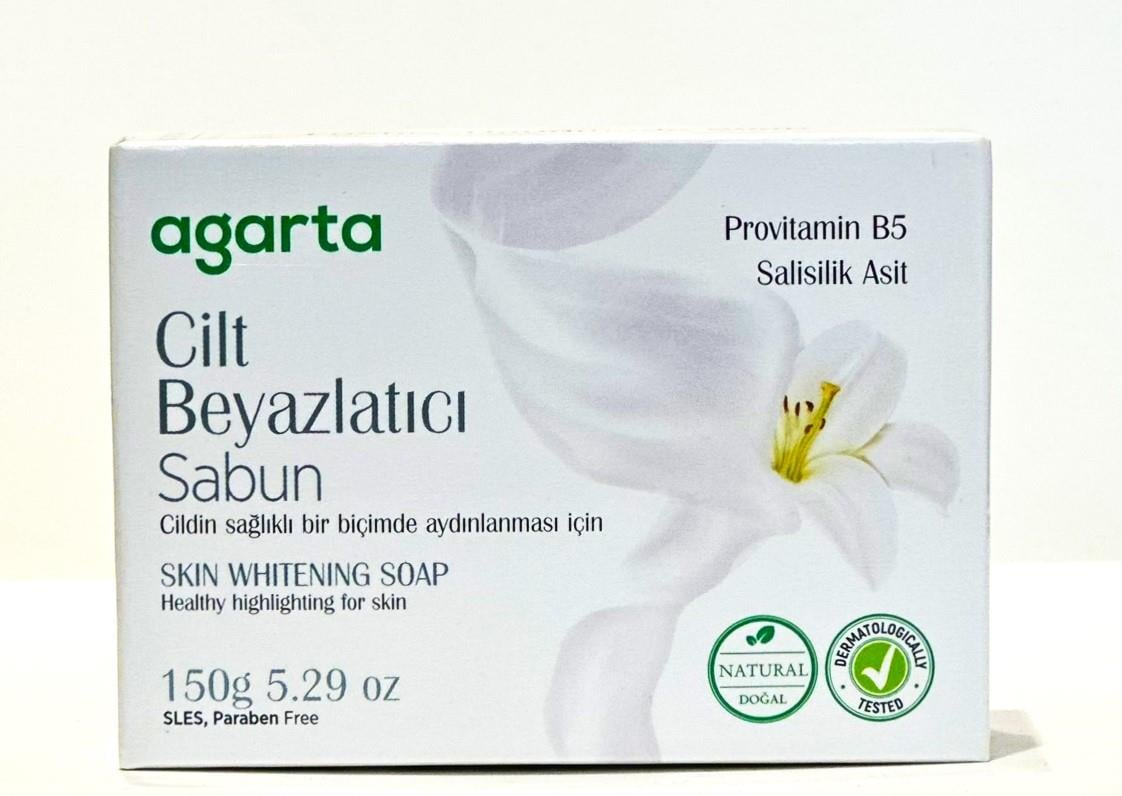 agarta
Provitamin B5
Salisilik Asit
Cilt
Beyazlatıcı
Sabun
Cildin sağlıklı bir biçimde aydınlanması için
SKIN WHITENING SOAP
Healthy highlighting for skin
150g 5.29 oz
SLES, Paraben Free
NATURAL
DOĞAL
DERMATOLOGICALLY
TESTED